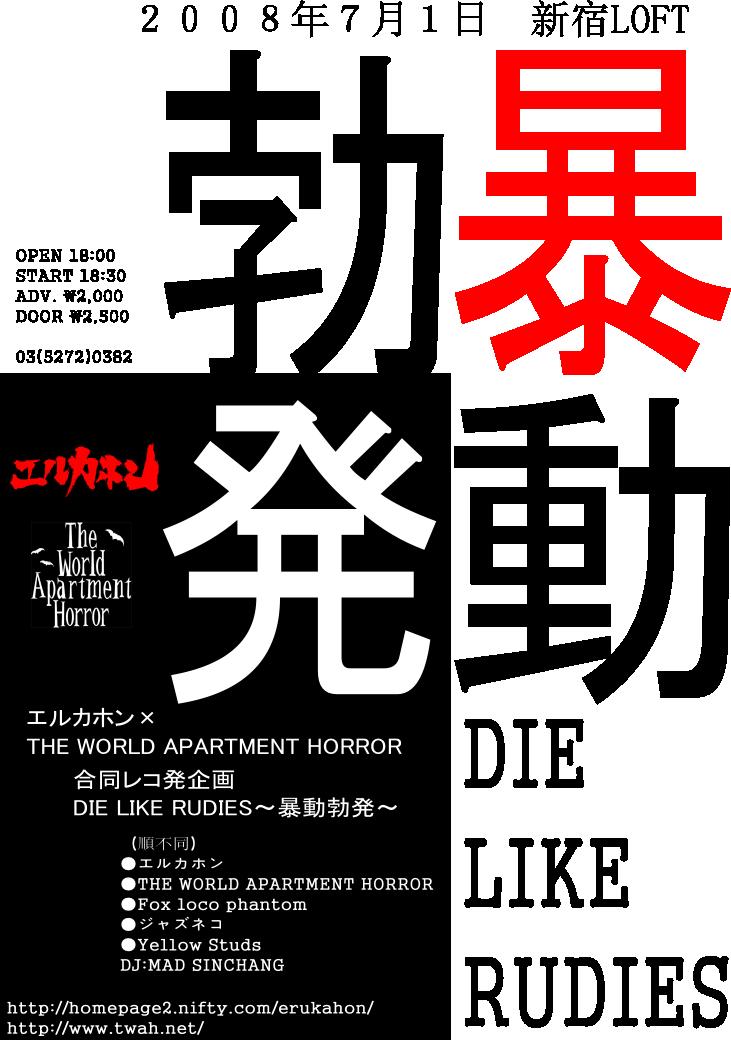 ２００８年７月１日　新宿LOFT
暴動
勃発
OPEN 18:00
START 18:30
ADV. ₩2,000
DOOR ₩2,500
03(5272)0382
エルカホン
The
World
Apartment
Horror
エルカホン×
THE WORLD APARTMENT HORROR
合同レコ発企画
DIE LIKE RUDIES～暴動勃発～
(順不同)
●エルカホン
●THE WORLD APARTMENT HORROR
●Fox loco phantom
●ジャズネコ
●Yellow Studs
DJ:MAD SINCHANG
http://homepage2.nifty.com/erukahon/
http://www.twah.net/
DIE
LIKE
RUDIES